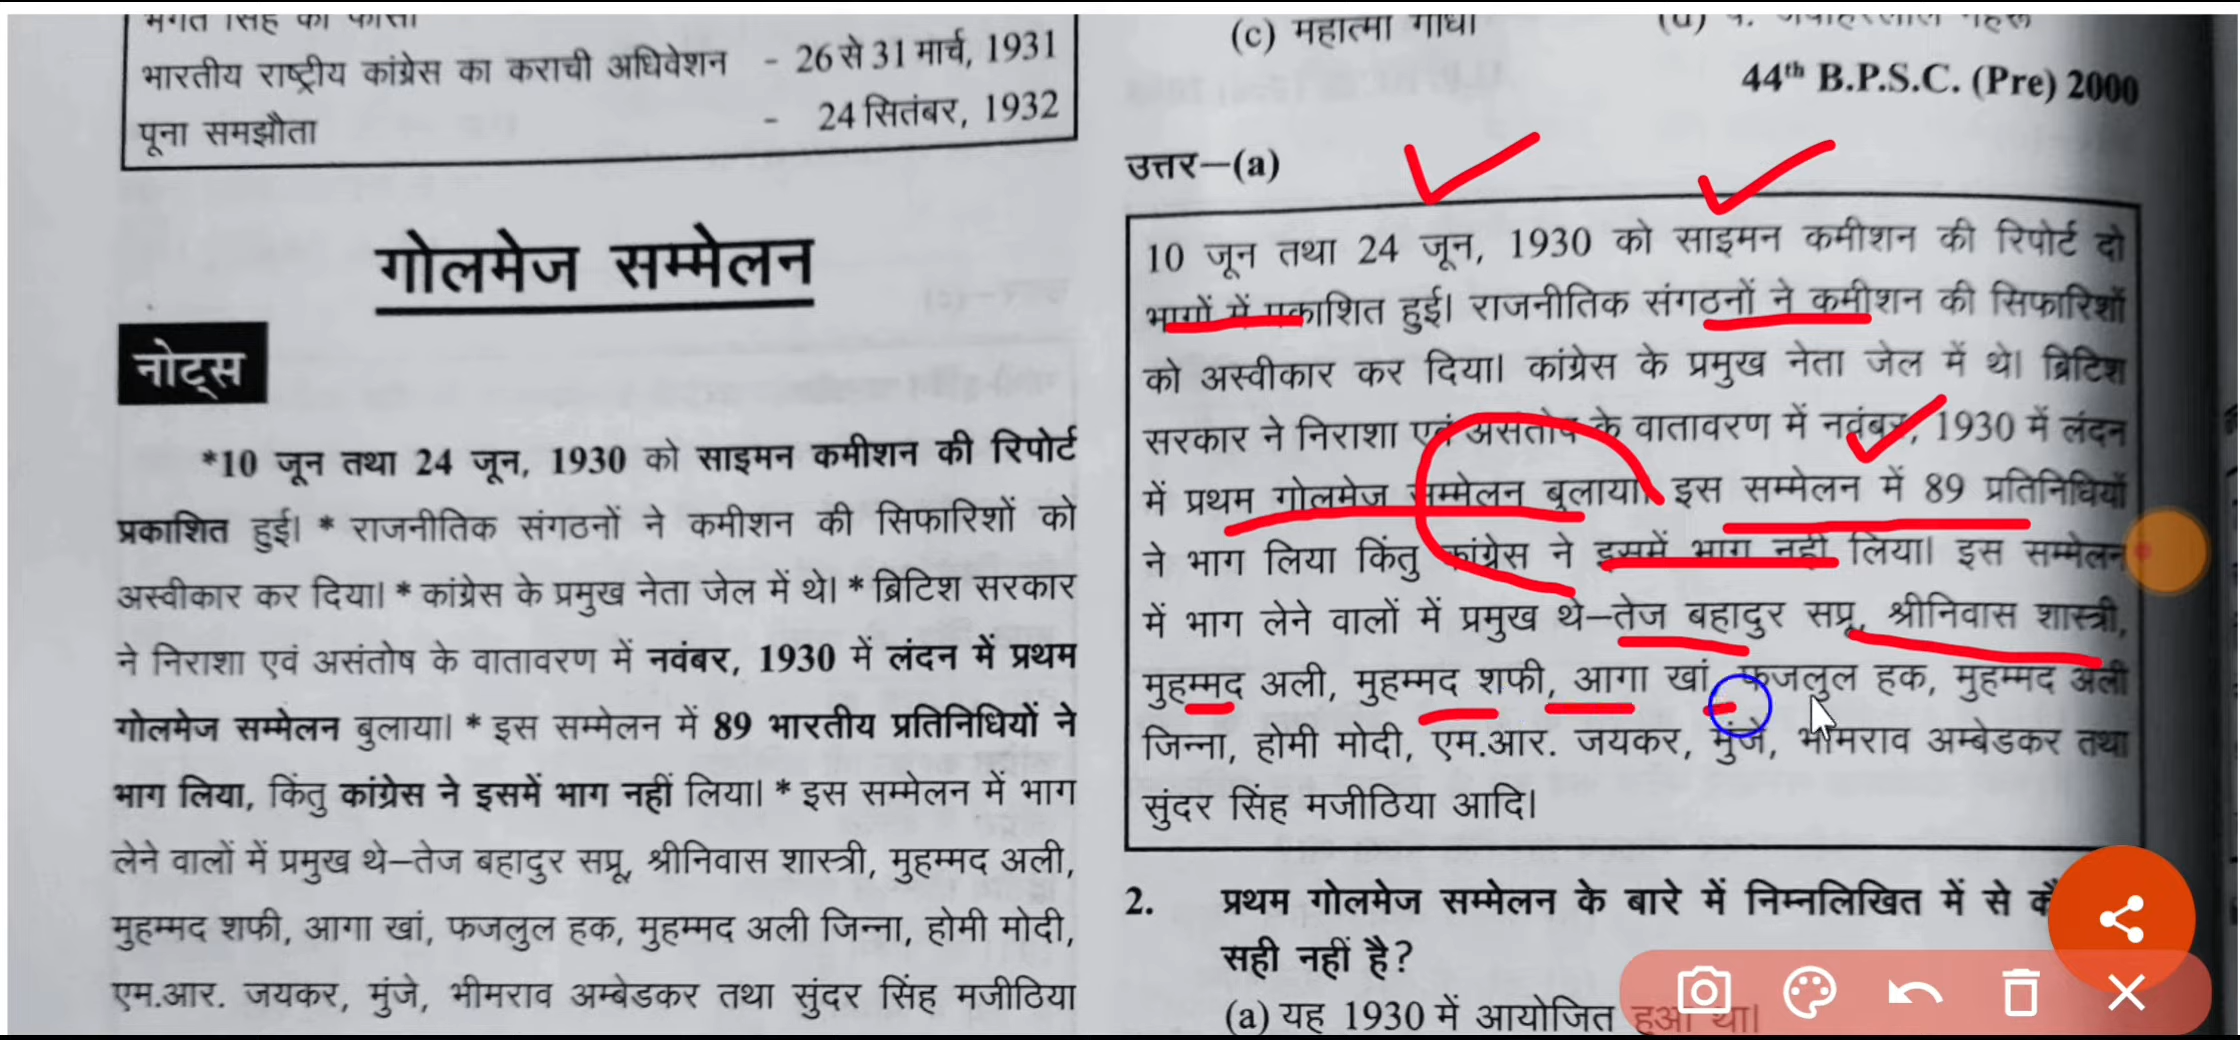 भगत सिंह को फांसी
भारतीय राष्ट्रीय कांग्रेस का कराची अधिवेशन - 26 से 31 मार्च, 1931
पूना समझौता - 24 सितंबर, 1932
गोलमेज सम्मेलन
नोट्स
*10 जून तथा 24 जून, 1930 को साइमन कमीशन की रिपोर्ट
प्रकाशित हुई। * राजनीतिक संगठनों ने कमीशन की सिफारिशों को
अस्वीकार कर दिया। * कांग्रेस के प्रमुख नेता जेल में थे। * ब्रिटिश सरकार
ने निराशा एवं असंतोष के वातावरण में नवंबर, 1930 में लंदन में प्रथम
गोलमेज सम्मेलन बुलाया। * इस सम्मेलन में 89 भारतीय प्रतिनिधियों ने
भाग लिया, किंतु कांग्रेस ने इसमें भाग नहीं लिया। * इस सम्मेलन में भाग
लेने वालों में प्रमुख थे–तेज बहादुर सप्रू, श्रीनिवास शास्त्री, मुहम्मद अली,
मुहम्मद शफी, आगा खां, फजलुल हक, मुहम्मद अली जिन्ना, होमी मोदी,
एम.आर. जयकर, मुंजे, भीमराव अम्बेडकर तथा सुंदर सिंह मजीठिया
(c) महात्मा गांधी (d) पं. जवाहरलाल नेहरू
44th B.P.S.C. (Pre) 2000
उत्तर–(a)
10 जून तथा 24 जून, 1930 को साइमन कमीशन की रिपोर्ट दो
भागों में प्रकाशित हुई। राजनीतिक संगठनों ने कमीशन की सिफारिशों
को अस्वीकार कर दिया। कांग्रेस के प्रमुख नेता जेल में थे। ब्रिटिश
सरकार ने निराशा एवं असंतोष के वातावरण में नवंबर, 1930 में लंदन
में प्रथम गोलमेज सम्मेलन बुलाया। इस सम्मेलन में 89 प्रतिनिधियों
ने भाग लिया किंतु कांग्रेस ने इसमें भाग नहीं लिया। इस सम्मेलन
में भाग लेने वालों में प्रमुख थे–तेज बहादुर सप्रू, श्रीनिवास शास्त्री,
मुहम्मद अली, मुहम्मद शफी, आगा खां, फजलुल हक, मुहम्मद अली
जिन्ना, होमी मोदी, एम.आर. जयकर, मुंजे, भीमराव अम्बेडकर तथा
सुंदर सिंह मजीठिया आदि।
2. प्रथम गोलमेज सम्मेलन के बारे में निम्नलिखित में से
सही नहीं है?
(a) यह 1930 में आयोजित हुआ था।